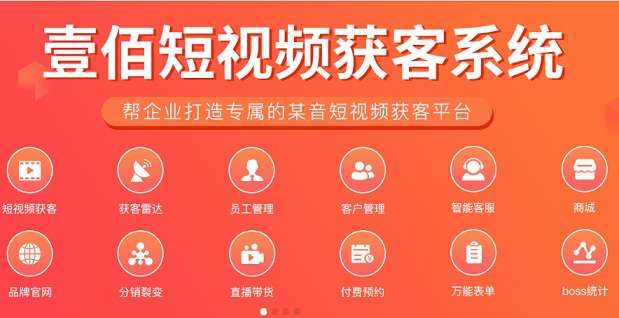 壹佰短视频获客系统
帮企业打造专属的某音短视频获客平台
短视频获客 获客雷达 员工管理 客户管理 智能客服 商城
品牌官网 分销裂变 直播带货 付费预约 万能表单 boss統计